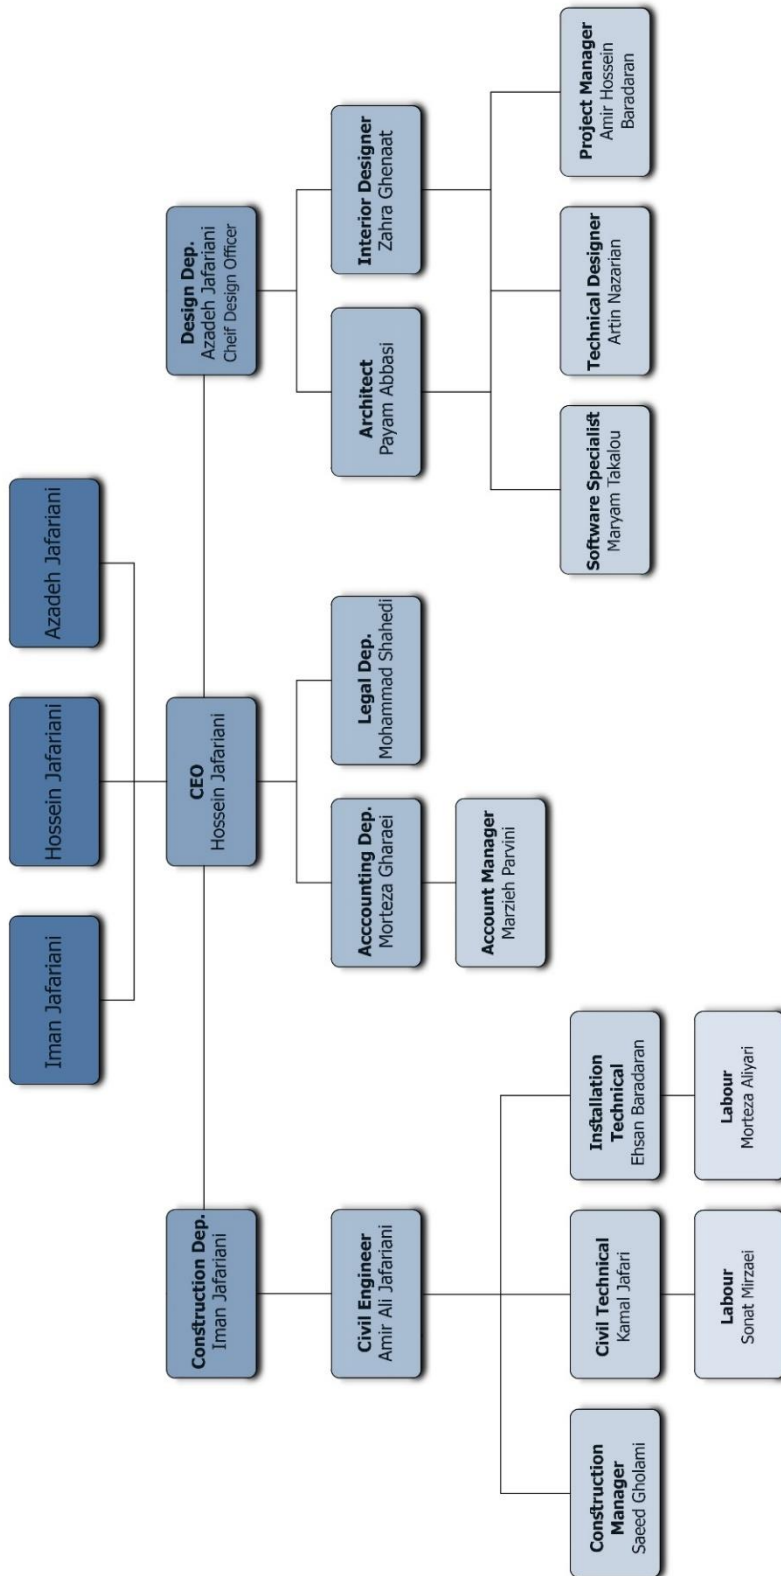 Iman Jafariani
Hossein Jafariani
Azadeh Jafariani
Construction Dep.
Iman Jafariani
CEO
Hossein Jafariani
Design Dep.
Azadeh Jafariani
Cheif Design Officer
Civil Engineer
Amir Ali Jafariani
Acccounting Dep.
Morteza Gharaei
Legal Dep.
Mohammad Shahedi
Architect
Payam Abbasi
Interior Designer
Zahra Ghenaat
Account Manager
Marzieh Parvini
Construction
Manager
Saeed Gholami
Civil Technical
Kamal Jafari
Installation
Technical
Ehsan Baradaran
Software Specialist
Maryam Takalou
Technical Designer
Artin Nazarian
Project Manager
Amir Hossein
Baradaran
Labour
Sonat Mirzaei
Labour
Morteza Aliyari